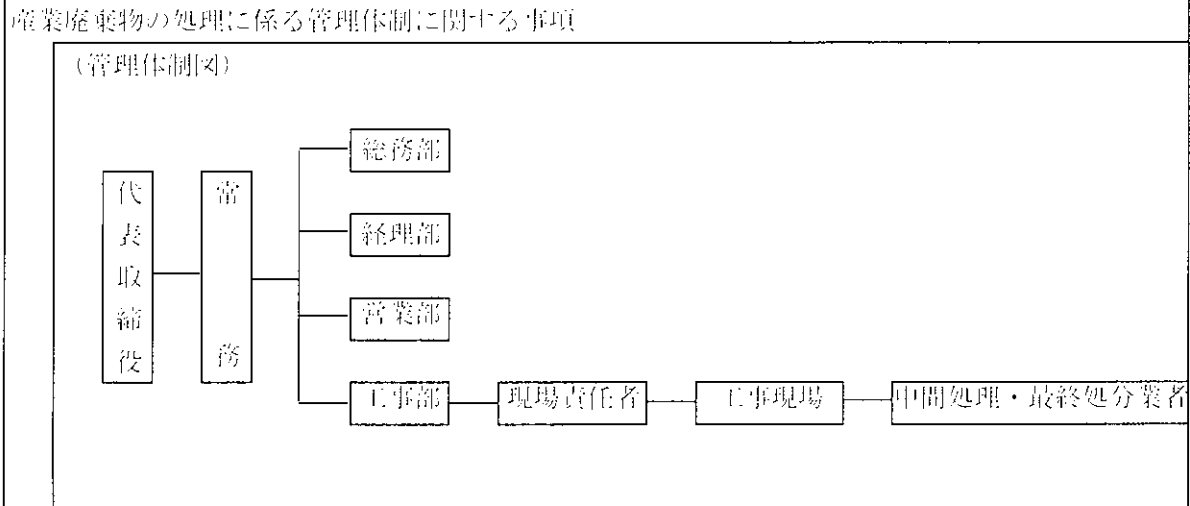 産業廃棄物の処理に係る管理体制に関する事項
（管理体制図）
代表取締役
常務
総務部
経理部
営業部
工事部
現場責任者
工事現場
中間処理・最終処分業者